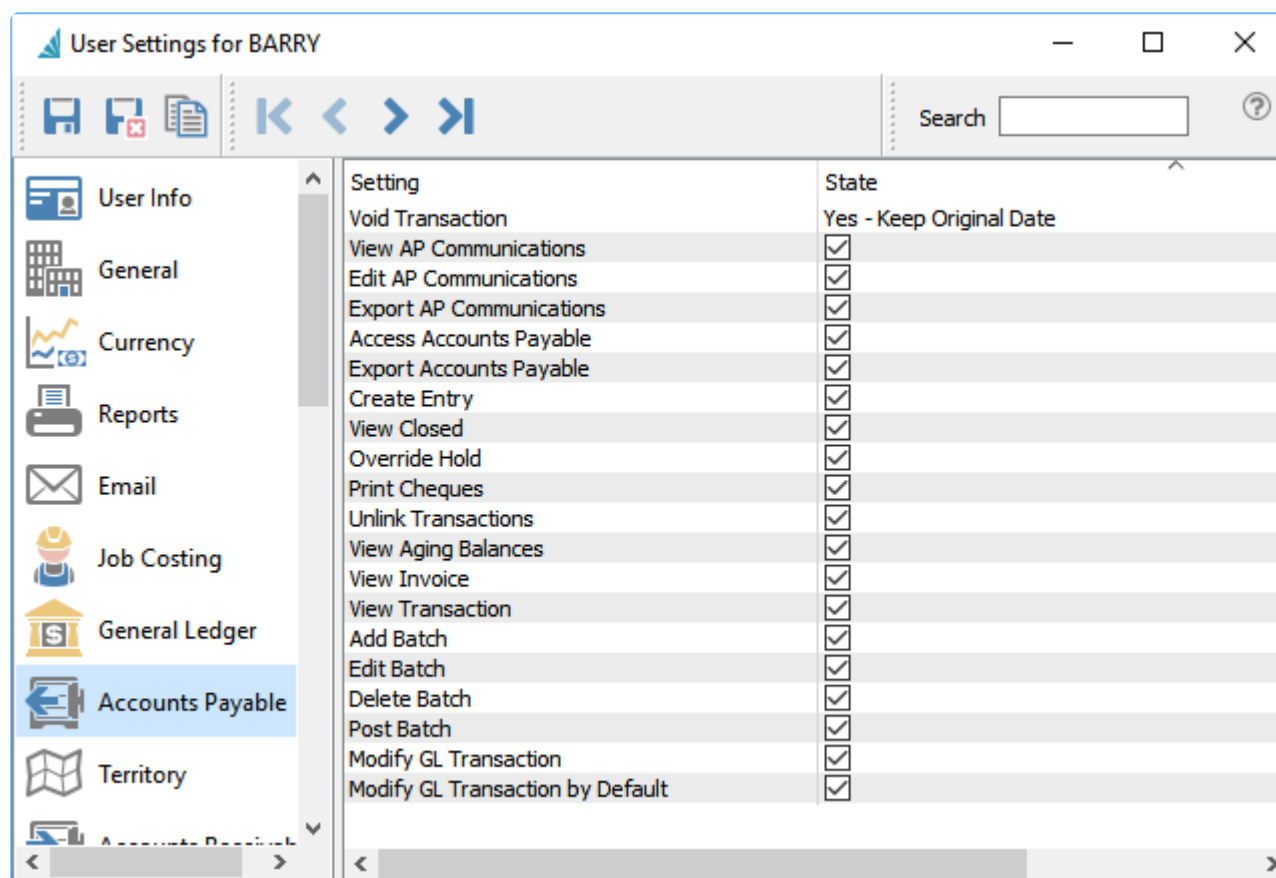 User Settings for BARRY
Search
User Info
General
Currency
Reports
Email
Job Costing
General Ledger
Accounts Payable
Territory
Setting State
Void Transaction Yes - Keep Original Date
View AP Communications
Edit AP Communications
Export AP Communications
Access Accounts Payable
Export Accounts Payable
Create Entry
View Closed
Override Hold
Print Cheques
Unlink Transactions
View Aging Balances
View Invoice
View Transaction
Add Batch
Edit Batch
Delete Batch
Post Batch
Modify GL Transaction
Modify GL Transaction by Default